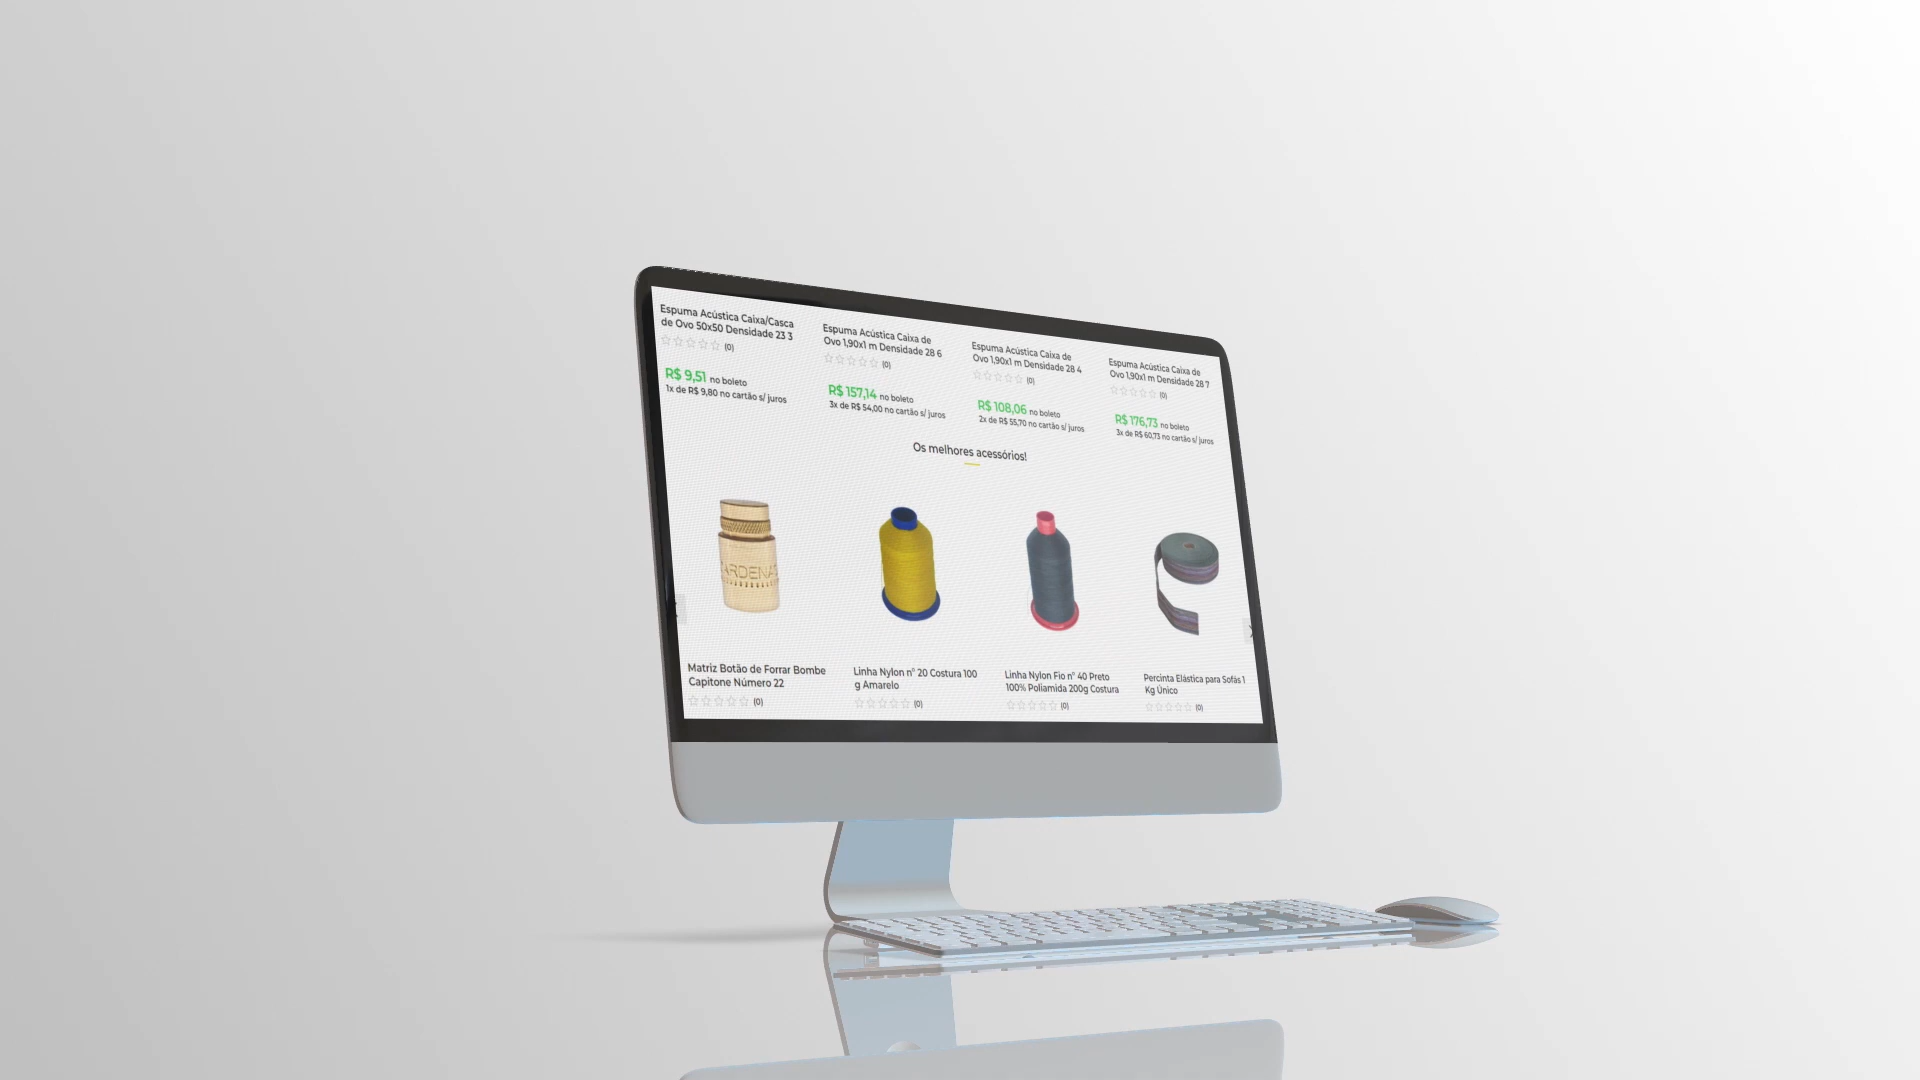 Espuma Acústica Caixa/Casca
de Ovo 50x50 Densidade 23 3
(0)
R$ 9,51 no boleto
1x de R$ 9,80 no cartão s/ juros
Espuma Acústica Caixa de
Ovo 1,90x1 m Densidade 28 6
(0)
R$ 157,14 no boleto
3x de R$ 54,00 no cartão s/ juros
Espuma Acústica Caixa de
Ovo 1,90x1 m Densidade 28 4
(0)
R$ 108,06 no boleto
2x de R$ 55,70 no cartão s/ juros
Espuma Acústica Caixa de
Ovo 1,90x1 m Densidade 28 7
(0)
R$ 176,73 no boleto
3x de R$ 60,73 no cartão s/ juros
Os melhores acessórios!
Matriz Botão de Forrar Bombe
Capitone Número 22
(0)
Linha Nylon n° 20 Costura 100
g Amarelo
(0)
Linha Nylon Fio n° 40 Preto
100% Poliamida 200g Costura
(0)
Percinta Elástica para Sofás 1
Kg Único
(0)